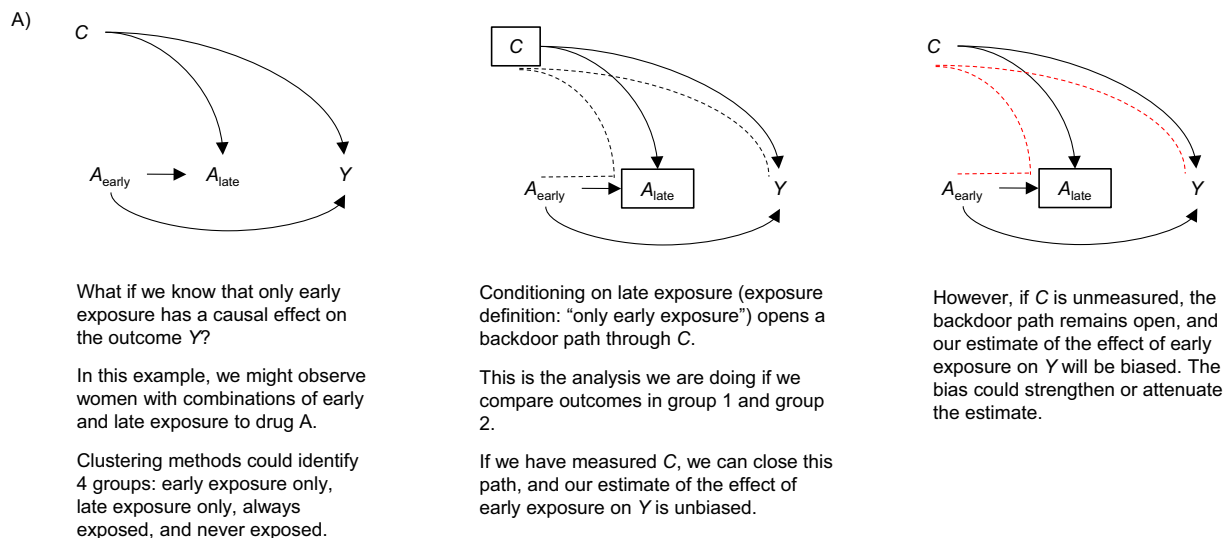 A)
C
A_early
A_late
Y
What if we know that only early
exposure has a causal effect on
the outcome Y?
In this example, we might observe
women with combinations of early
and late exposure to drug A.
Clustering methods could identify
4 groups: early exposure only,
late exposure only, always
exposed, and never exposed.
C
A_early
A_late
Y
Conditioning on late exposure (exposure
definition: “only early exposure”) opens a
backdoor path through C.
This is the analysis we are doing if we
compare outcomes in group 1 and group
2.
If we have measured C, we can close this
path, and our estimate of the effect of
early exposure on Y is unbiased.
C
A_early
A_late
Y
However, if C is unmeasured, the
backdoor path remains open, and
our estimate of the effect of early
exposure on Y will be biased. The
bias could strengthen or attenuate
the estimate.